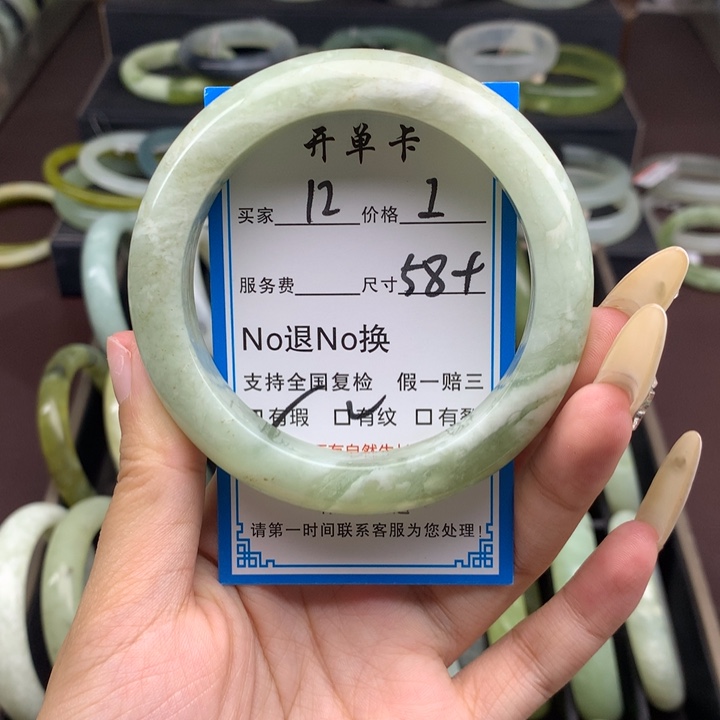 开单卡
买家 12 价格 1
服务费 尺寸 58+
No退No换
支持全国复检 假一赔三
有瑕 有纹 有裂
请第一时间联系客服为您处理!